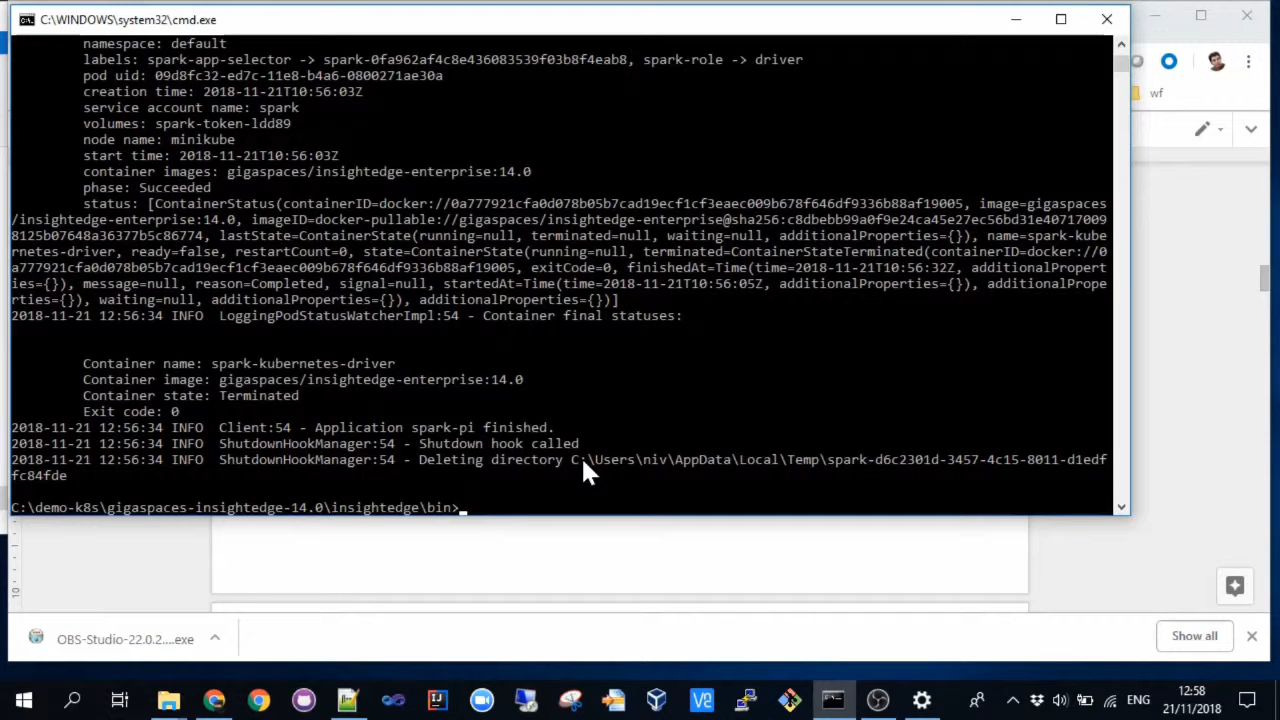 C:\WINDOWS\system32\cmd.exe
namespace: default
labels: spark-app-selector -> spark-0fa962af4c8e436083539f03b8f4eab8, spark-role -> driver
pod uid: 09d8fc32-ed7c-11e8-b4a6-0800271ae30a
creation time: 2018-11-21T10:56:03Z
service account name: spark
volumes: spark-token-ldd89
node name: minikube
start time: 2018-11-21T10:56:03Z
container images: gigaspaces/insightedge-enterprise:14.0
phase: Succeeded
status: [ContainerStatus(containerID=docker://0a777921cfa0d078b05b7cad19ecf1cf3eaec009b678f646df9336b88af19005, image=gigaspaces
/insightedge-enterprise:14.0, imageID=docker-pullable://gigaspaces/insightedge-enterprise@sha256:c8dbebb99a0f9e24ca45e27ec56bd31e40717009
8125b07648a36377b5c86774, lastState=ContainerState(running=null, terminated=null, waiting=null, additionalProperties={}), name=spark-kube
rnetes-driver, ready=false, restartCount=0, state=ContainerState(running=null, terminated=ContainerStateTerminated(containerID=docker://0
a777921cfa0d078b05b7cad19ecf1cf3eaec009b678f646df9336b88af19005, exitCode=0, finishedAt=Time(time=2018-11-21T10:56:32Z, additionalPropert
ies={}), message=null, reason=Completed, signal=null, startedAt=Time(time=2018-11-21T10:56:05Z, additionalProperties={}), additionalPrope
rties={}), waiting=null, additionalProperties={}), additionalProperties={})]
2018-11-21 12:56:34 INFO  LoggingPodStatusWatcherImpl:54 - Container final statuses:
Container name: spark-kubernetes-driver
Container image: gigaspaces/insightedge-enterprise:14.0
Container state: Terminated
Exit code: 0
2018-11-21 12:56:34 INFO  Client:54 - Application spark-pi finished.
2018-11-21 12:56:34 INFO  ShutdownHookManager:54 - Shutdown hook called
2018-11-21 12:56:34 INFO  ShutdownHookManager:54 - Deleting directory C:\Users\niv\AppData\Local\Temp\spark-d6c2301d-3457-4c15-8011-d1edf
fc84fde
C:\demo-k8s\gigaspaces-insightedge-14.0\insightedge\bin>
wf
10
OBS-Studio-22.0.2....exe
Show all
ENG
12:58
21/11/2018